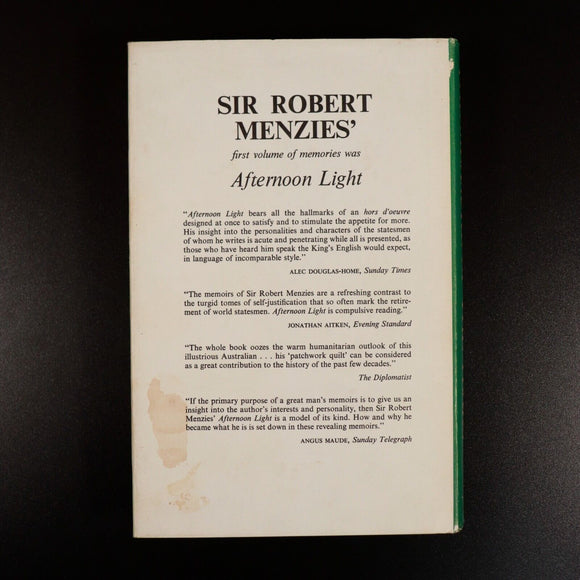 SIR ROBERT
MENZIES'
first volume of memories was
Afternoon Light
"Afternoon Light bears all the hallmarks of an hors d'oeuvre
designed at once to satisfy and to stimulate the appetite for more.
His insight into the personalities and characters of the statesmen
of whom he writes is acute and penetrating while all is presented, as
those who have heard him speak the King's English would expect,
in language of incomparable style."
ALEC DOUGLAS-HOME, Sunday Times
"The memoirs of Sir Robert Menzies are a refreshing contrast to
the turgid tomes of self-justification that so often mark the retire-
ment of world statesmen. Afternoon Light is compulsive reading."
JONATHAN AITKEN, Evening Standard
"The whole book oozes the warm humanitarian outlook of this
illustrious Australian . . . his 'patchwork quilt' can be considered
as a great contribution to the history of the past few decades."
The Diplomatist
"If the primary purpose of a great man's memoirs is to give us an
insight into the author's interests and personality, then Sir Robert
Menzies' Afternoon Light is a model of its kind. How and why he
became what he is is set down in these revealing memoirs."
ANGUS MAUDE, Sunday Telegraph